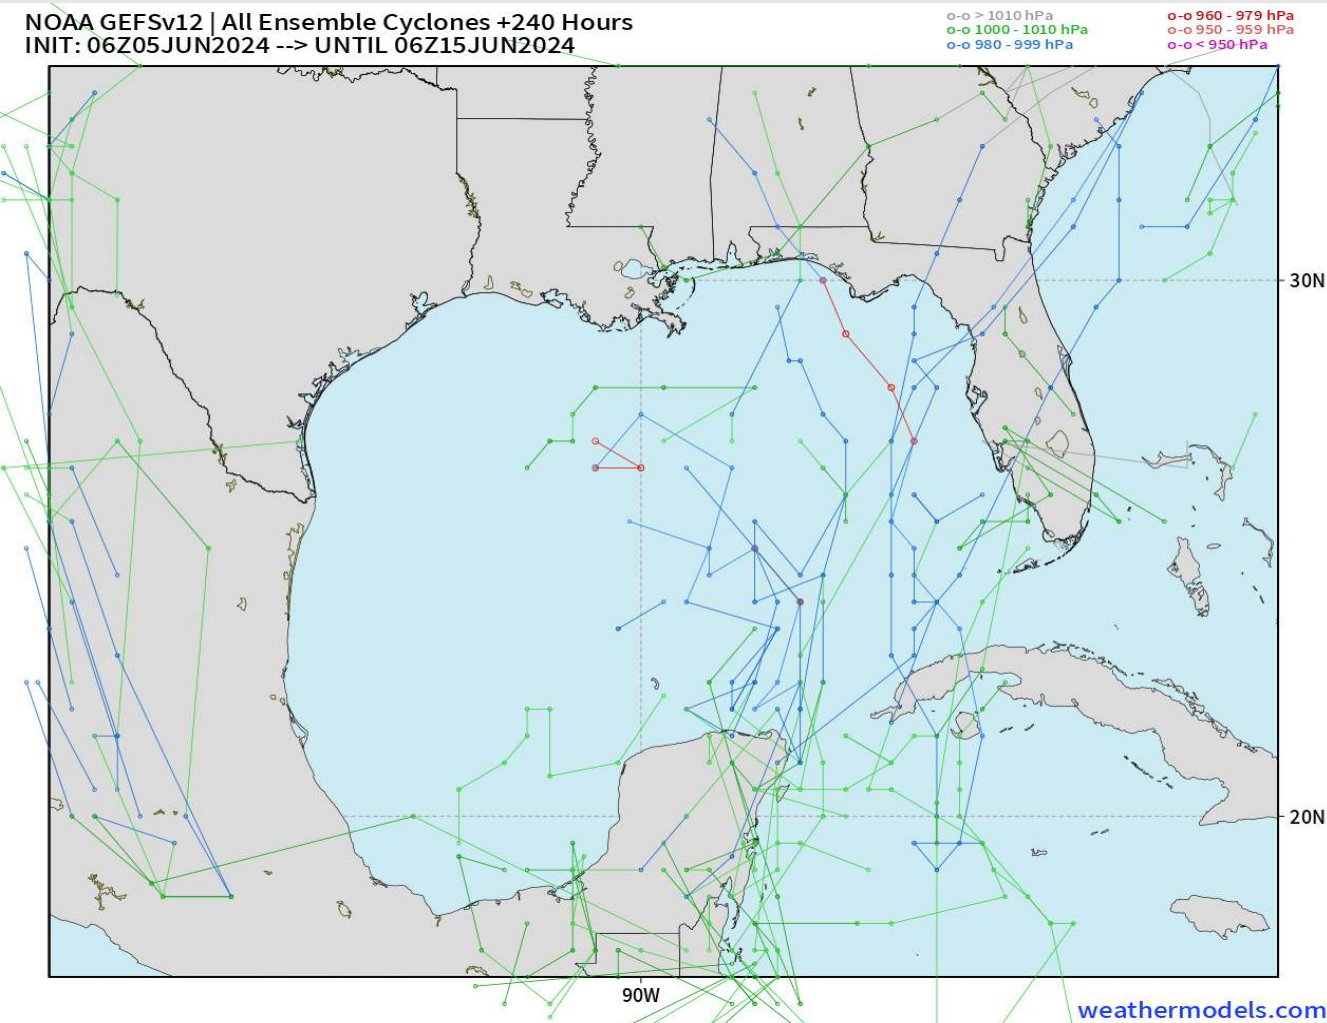 NOAA GEFSv12 | All Ensemble Cyclones +240 Hours
INIT: 06Z05JUN2024 --> UNTIL 06Z15JUN2024
o-o > 1010 hPa
o-o 1000 - 1010 hPa
o-o 980 - 999 hPa
o-o 960 - 979 hPa
o-o 950 - 959 hPa
o-o < 950 hPa
30N
20N
90W
weathermodels.com